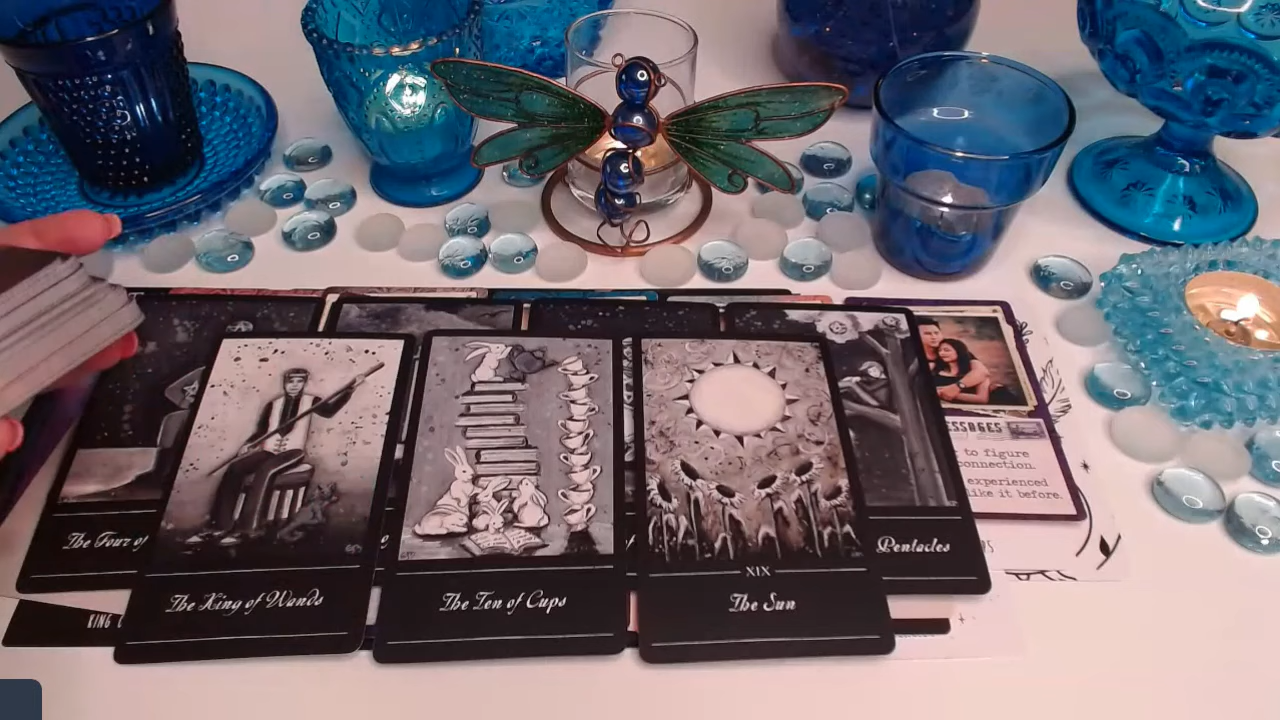 SSAGES
to figure
connection.
experienced
like it before.
The Four of
Pentacles
KING
The King of Wands
The Ten of Cups
XIX
The Sun